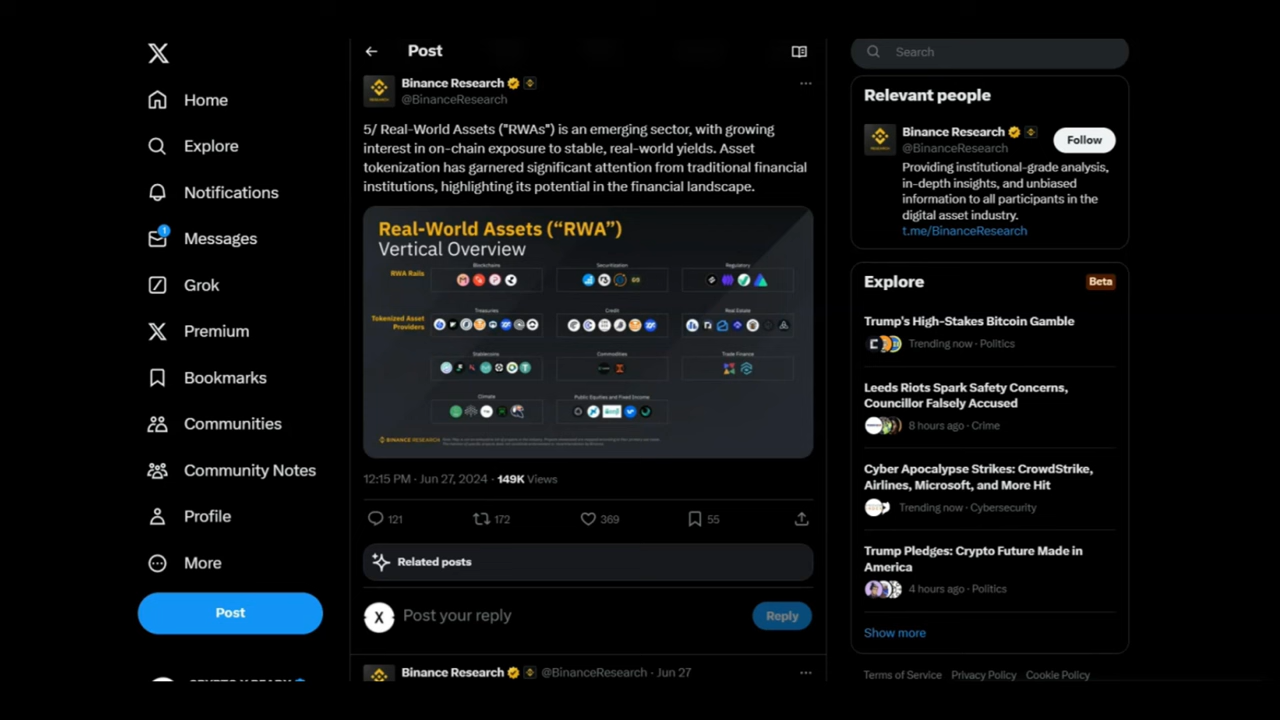 Home
Explore
Notifications
1
Messages
Grok
Premium
Bookmarks
Communities
Community Notes
Profile
More
Post
Post
Binance Research
@BinanceResearch
5/ Real-World Assets ("RWAs") is an emerging sector, with growing
interest in on-chain exposure to stable, real-world yields. Asset
tokenization has garnered significant attention from traditional financial
institutions, highlighting its potential in the financial landscape.
Real-World Assets (“RWA”)
Vertical Overview
RWA Rails
Blockchains
Securitization
Regulatory
Tokenized Asset
Providers
Treasuries
Credit
Real Estate
Stablecoins
Commodities
Trade Finance
Climate
Public Equities and Fixed Income
BINANCE RESEARCH
12:15 PM · Jun 27, 2024 · 149K Views
121
172
369
55
Related posts
X
Post your reply
Reply
Binance Research
@BinanceResearch · Jun 27
Search
Relevant people
Binance Research
@BinanceResearch
Follow
Providing institutional-grade analysis,
in-depth insights, and unbiased
information to all participants in the
digital asset industry.
t.me/BinanceResearch
Explore
Beta
Trump's High-Stakes Bitcoin Gamble
Trending now · Politics
Leeds Riots Spark Safety Concerns,
Councillor Falsely Accused
8 hours ago · Crime
Cyber Apocalypse Strikes: CrowdStrike,
Airlines, Microsoft, and More Hit
Trending now · Cybersecurity
Trump Pledges: Crypto Future Made in
America
4 hours ago · Politics
Show more
Terms of Service Privacy Policy Cookie Policy